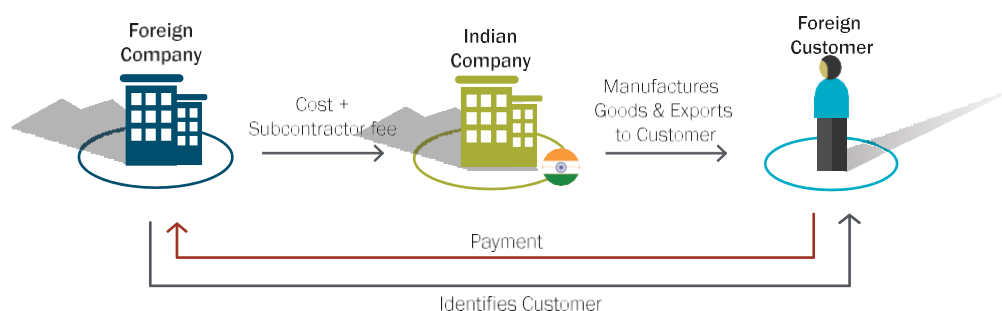 Foreign
Company
Indian
Company
Foreign
Customer
Cost +
Subcontractor fee
Manufactures
Goods & Exports
to Customer
Payment
Identifies Customer